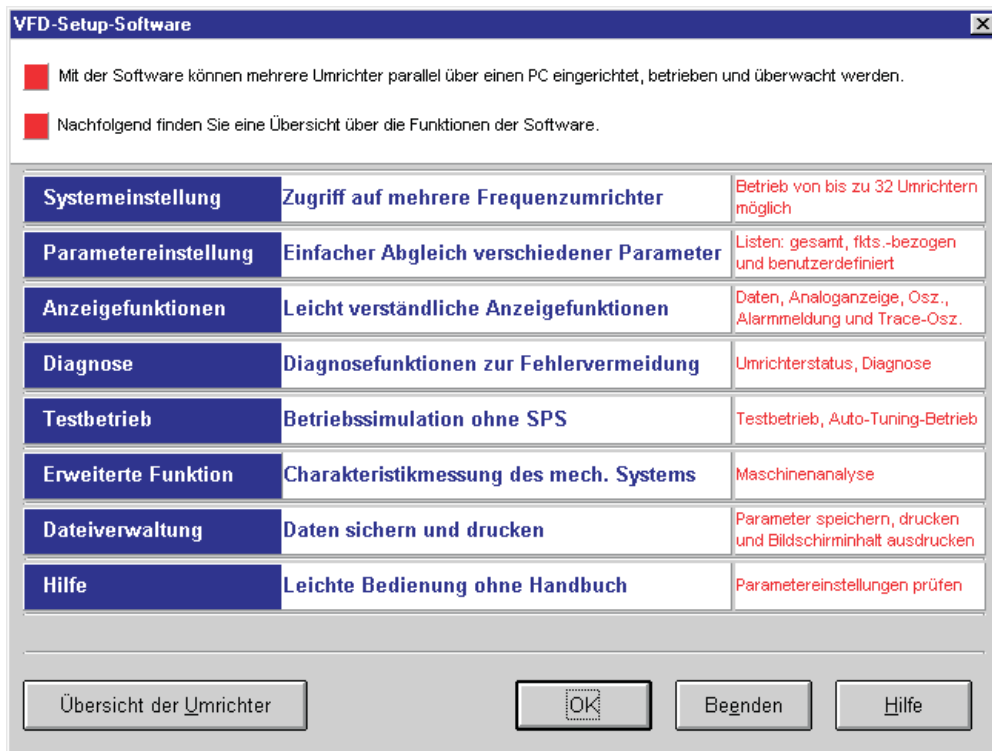 VFD-Setup-Software
Mit der Software können mehrere Umrichter parallel über einen PC eingerichtet, betrieben und überwacht werden.
Nachfolgend finden Sie eine Übersicht über die Funktionen der Software.
Systemeinstellung
Zugriff auf mehrere Frequenzumrichter
Betrieb von bis zu 32 Umrichtern
möglich
Parametereinstellung
Einfacher Abgleich verschiedener Parameter
Listen: gesamt, fkts.-bezogen
und benutzerdefiniert
Anzeigefunktionen
Leicht verständliche Anzeigefunktionen
Daten, Analoganzeige, Osz.,
Alarmmeldung und Trace-Osz.
Diagnose
Diagnosefunktionen zur Fehlervermeidung
Umrichterstatus, Diagnose
Testbetrieb
Betriebssimulation ohne SPS
Testbetrieb, Auto-Tuning-Betrieb
Erweiterte Funktion
Charakteristikmessung des mech. Systems
Maschinenanalyse
Dateiverwaltung
Daten sichern und drucken
Parameter speichern, drucken
und Bildschirminhalt ausdrucken
Hilfe
Leichte Bedienung ohne Handbuch
Parametereinstellungen prüfen
Übersicht der Umrichter
OK
Beenden
Hilfe